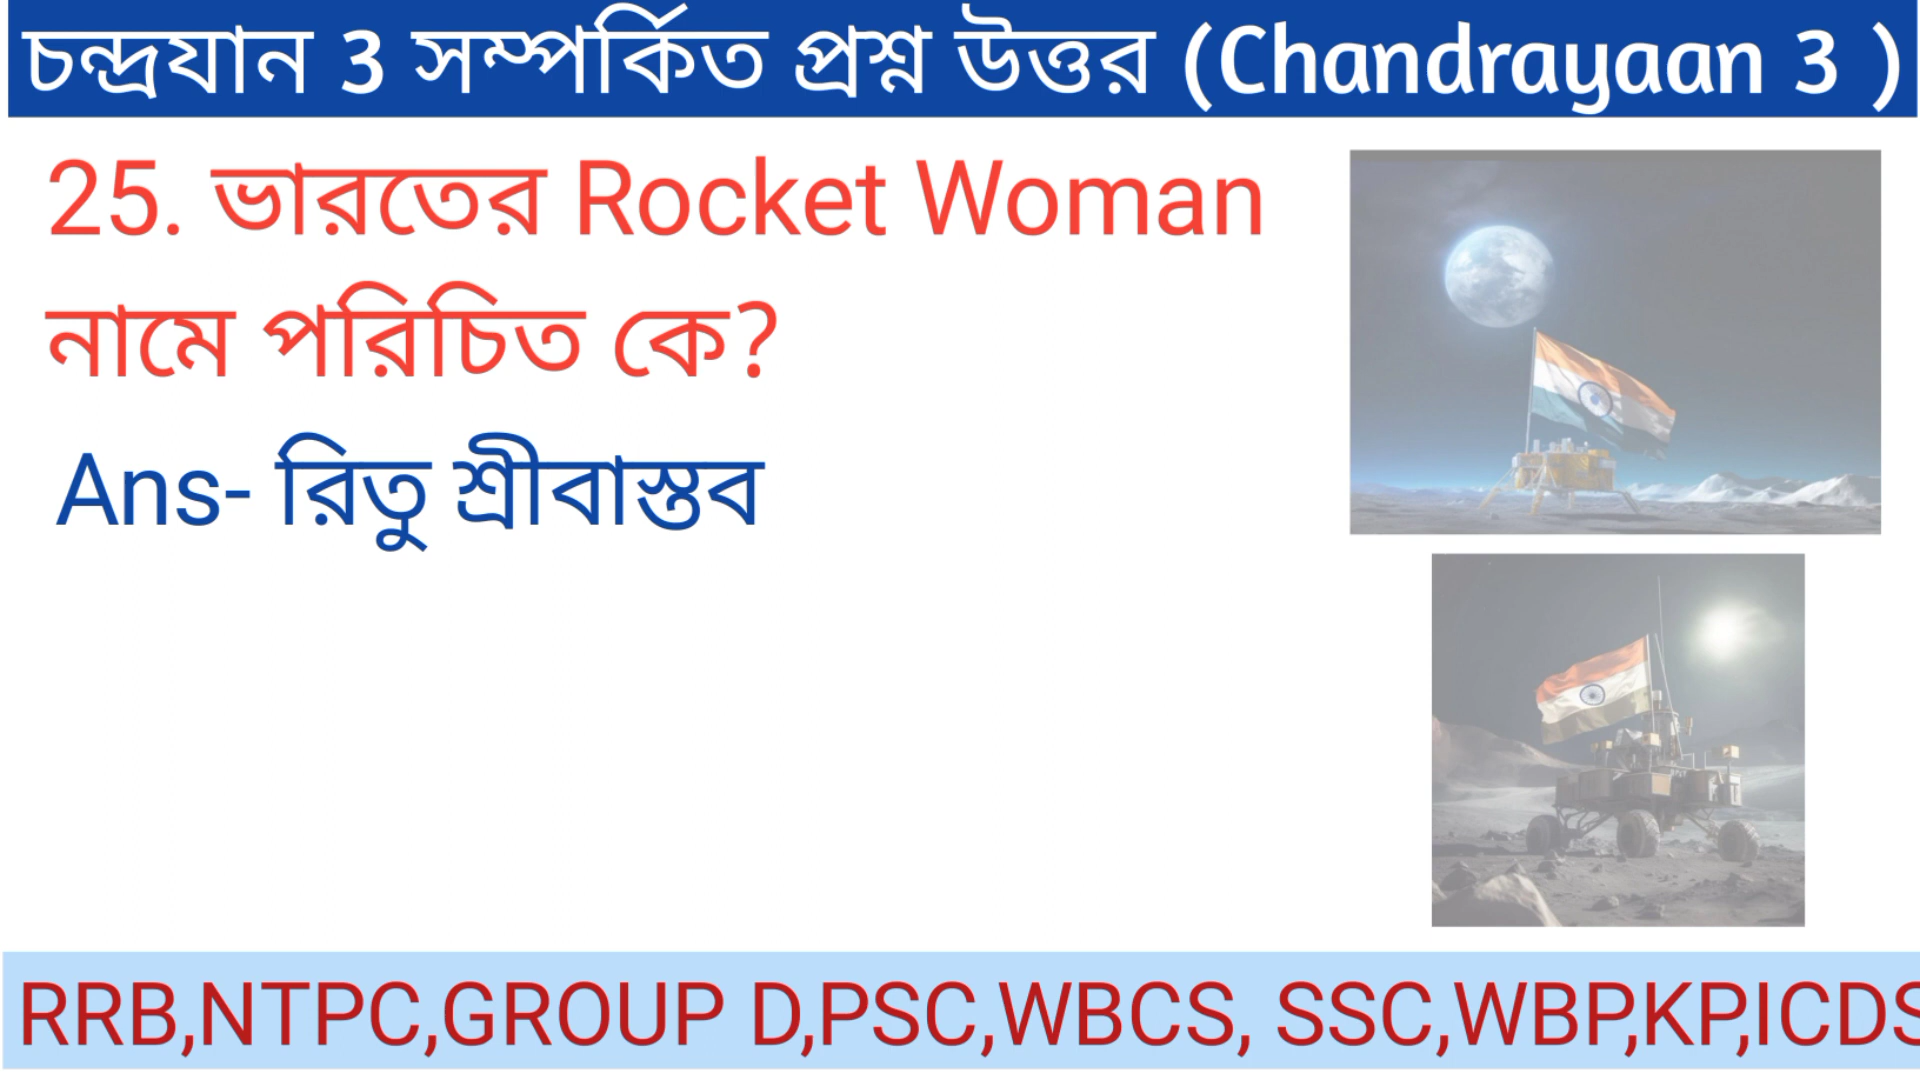 চন্দ্রযান 3 সম্পর্কিত প্রশ্ন উত্তর (Chandrayaan 3 )
25. ভারতের Rocket Woman
নামে পরিচিত কে?
Ans- রিতু শ্রীবাস্তব
RRB,NTPC,GROUP D,PSC,WBCS, SSC,WBP,KP,ICDS